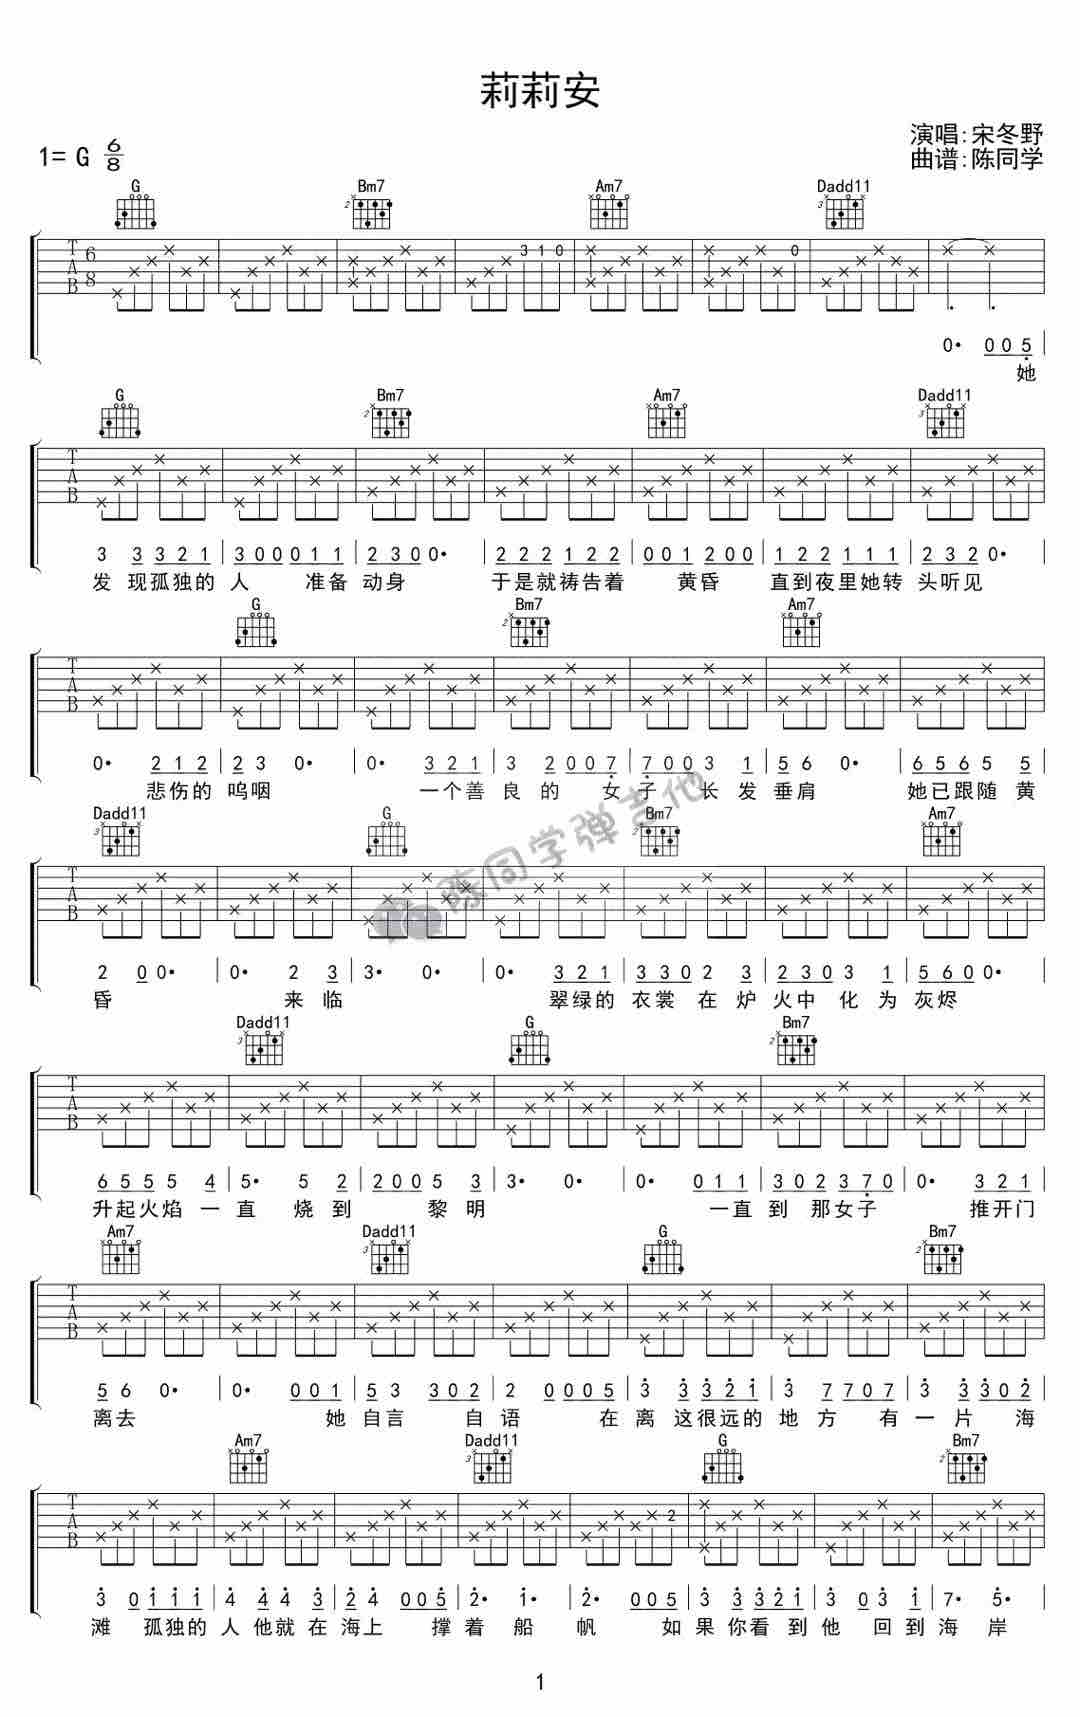 莉莉安
1= G 6/8
演唱:宋冬野
曲谱:陈同学
G Bm7 Am7 Dadd11
T A B 6 8 3 1 0 0
0· 0 0 5
她
G Bm7 Am7 Dadd11
T A B
3 3 3 2 1 | 3 0 0 0 1 1 | 2 3 0 0· | 2 2 2 1 2 2 | 0 0 1 2 0 0 | 1 2 2 1 1 1 | 2 3 2 0· |
发 现孤独的 人 准备 动身 于是就祷告着 黄昏 直到夜里她转 头听见
G Bm7 Am7
T A B
0· 2 1 2 | 2 3 0· | 0· 3 2 1 | 3 2 0 0 7 | 7 0 0 3 1 | 5 6 0· | 6 5 6 5 5 |
悲伤的 呜咽 一个善 良的 女子 长发垂肩 她已跟随黄
Dadd11 G Bm7 Am7
T A B
2 0 0· | 0· 2 3 | 3· 0· | 0· 3 2 1 | 3 3 0 2 3 | 2 3 0 3 1 | 5 6 0 0· |
昏 来临 翠绿的 衣裳在炉 火中化为 灰烬
陈同学弹吉他
Dadd11 G Bm7
T A B
6 5 5 5 4 | 5· 5 2 | 2 0 0 5 3 | 3· 0· | 0· 0 1 1 | 3 0 2 3 7 0 | 0· 3 2 1 |
升起火焰一 直 烧到 黎明 一直到 那女子 推开门
Am7 Dadd11 G Bm7
T A B
5 6 0· | 0· 0 0 1 | 5 3 3 0 2 | 2 0 0 0 5 | 3 3 3 2 1 | 3 7 7 0 7 | 3 3 3 0 2 |
离去 她 自言 自 语 在 离 这很远的 地方 有 一片 海
Am7 Dadd11 G Bm7
T A B 2
3 0 1 1 1 | 4 4 4 3 | 2 4 0 0 5 | 5· 5· | 2· 0 0 5 | 3 3 3 2 1 | 3 0 1 3 | 7· 5· |
滩 孤独的 人他就在 海上 撑 着 船 帆 如 果你看到 他 回到 海 岸
1